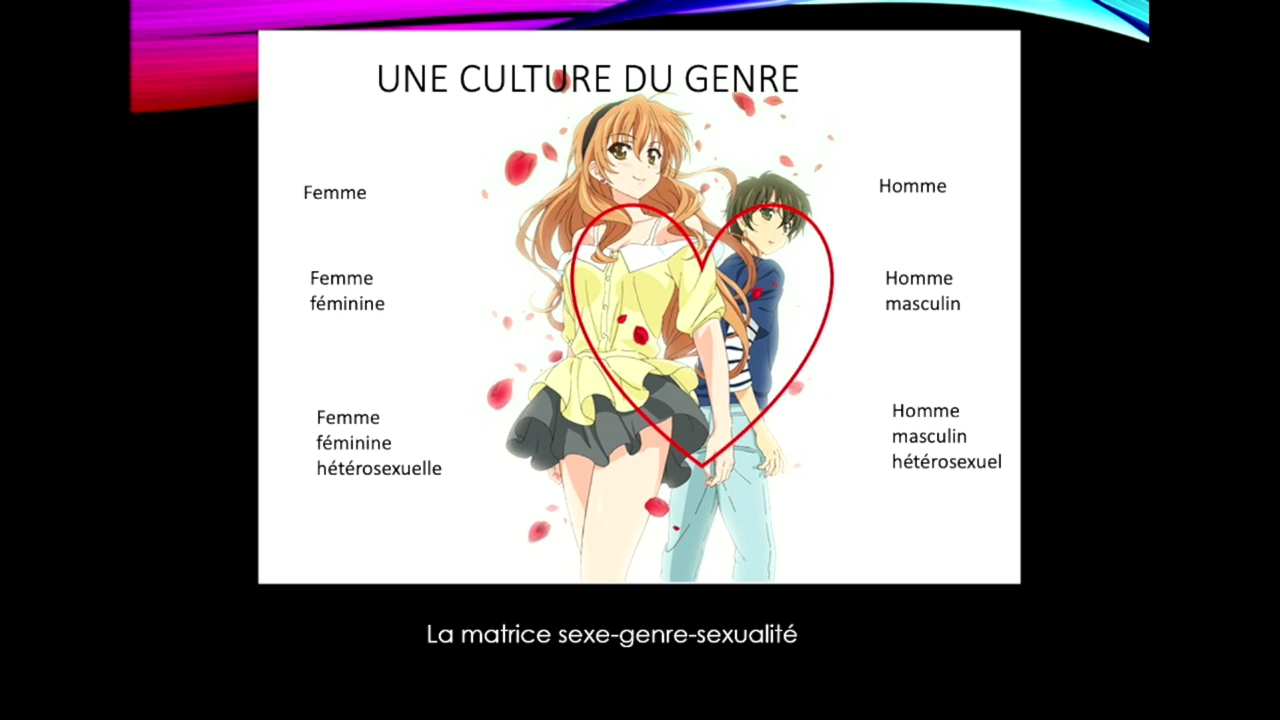 UNE CULTURE DU GENRE
Femme
Femme
féminine
Femme
féminine
hétérosexuelle
Homme
Homme
masculin
Homme
masculin
hétérosexuel
La matrice sexe-genre-sexualité